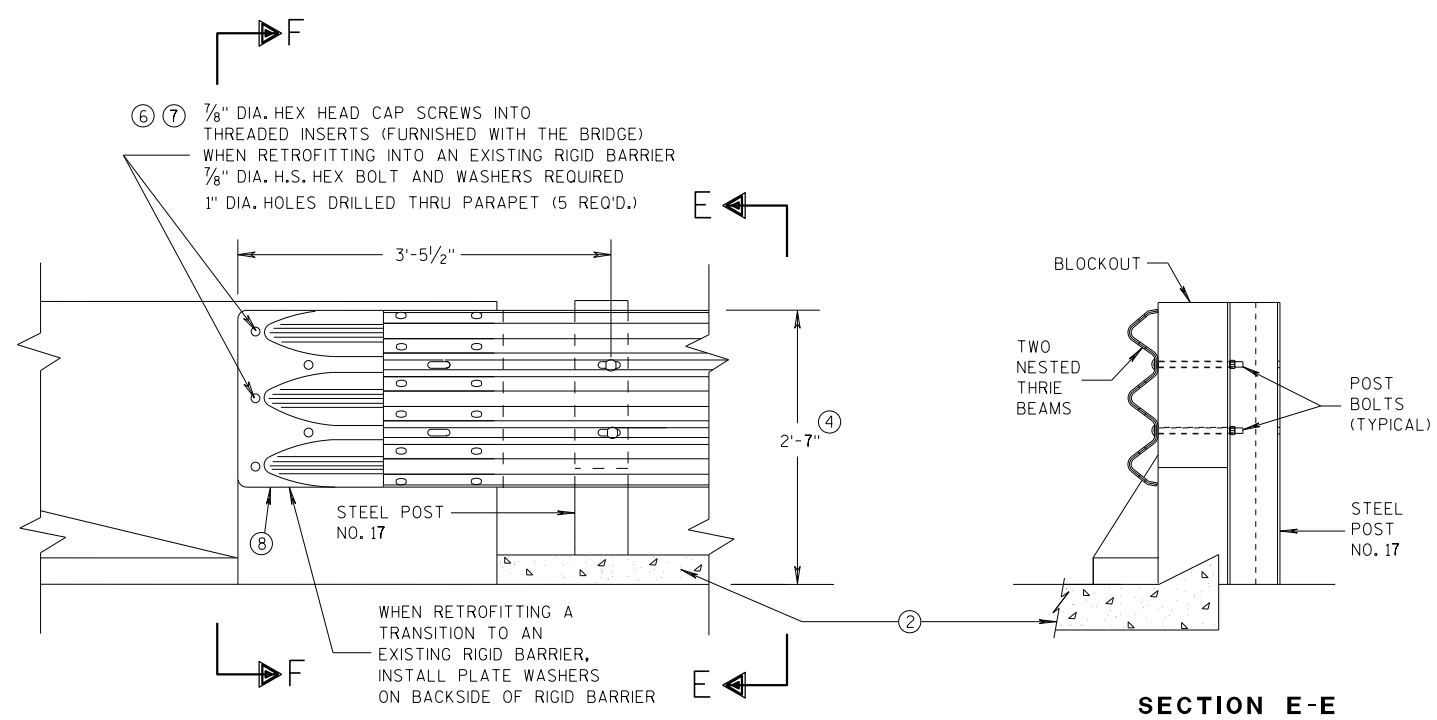 F
⑥ ⑦ ⅞" DIA. HEX HEAD CAP SCREWS INTO
THREADED INSERTS (FURNISHED WITH THE BRIDGE)
WHEN RETROFITTING INTO AN EXISTING RIGID BARRIER
⅞" DIA. H.S. HEX BOLT AND WASHERS REQUIRED
1" DIA. HOLES DRILLED THRU PARAPET (5 REQ'D.)
E
3'-5½"
2'-7" ④
STEEL POST
NO. 17
⑧
WHEN RETROFITTING A
TRANSITION TO AN
EXISTING RIGID BARRIER,
INSTALL PLATE WASHERS
ON BACKSIDE OF RIGID BARRIER
②
F
E
BLOCKOUT
TWO
NESTED
THRIE
BEAMS
POST
BOLTS
(TYPICAL)
STEEL
POST
NO. 17
SECTION E-E